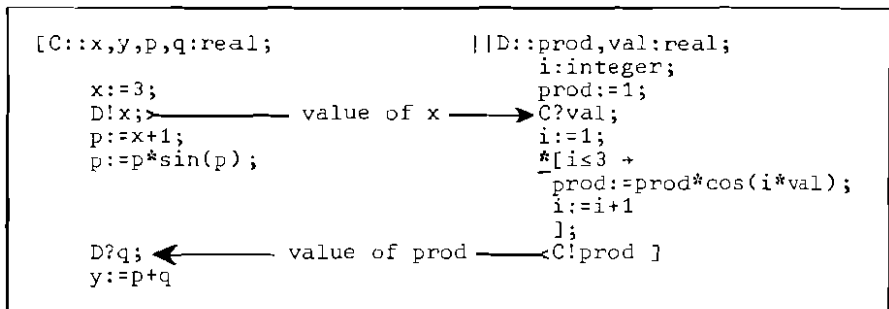 [C::x,y,p,q:real; ||D::prod,val:real;
i:integer;
x:=3; prod:=1;
D!x;> value of x C?val;
p:=x+1; i:=1;
p:=p*sin(p); *[i≤3 →
prod:=prod*cos(i*val);
i:=i+1
];
D?q; value of prod <C!prod ]
y:=p+q